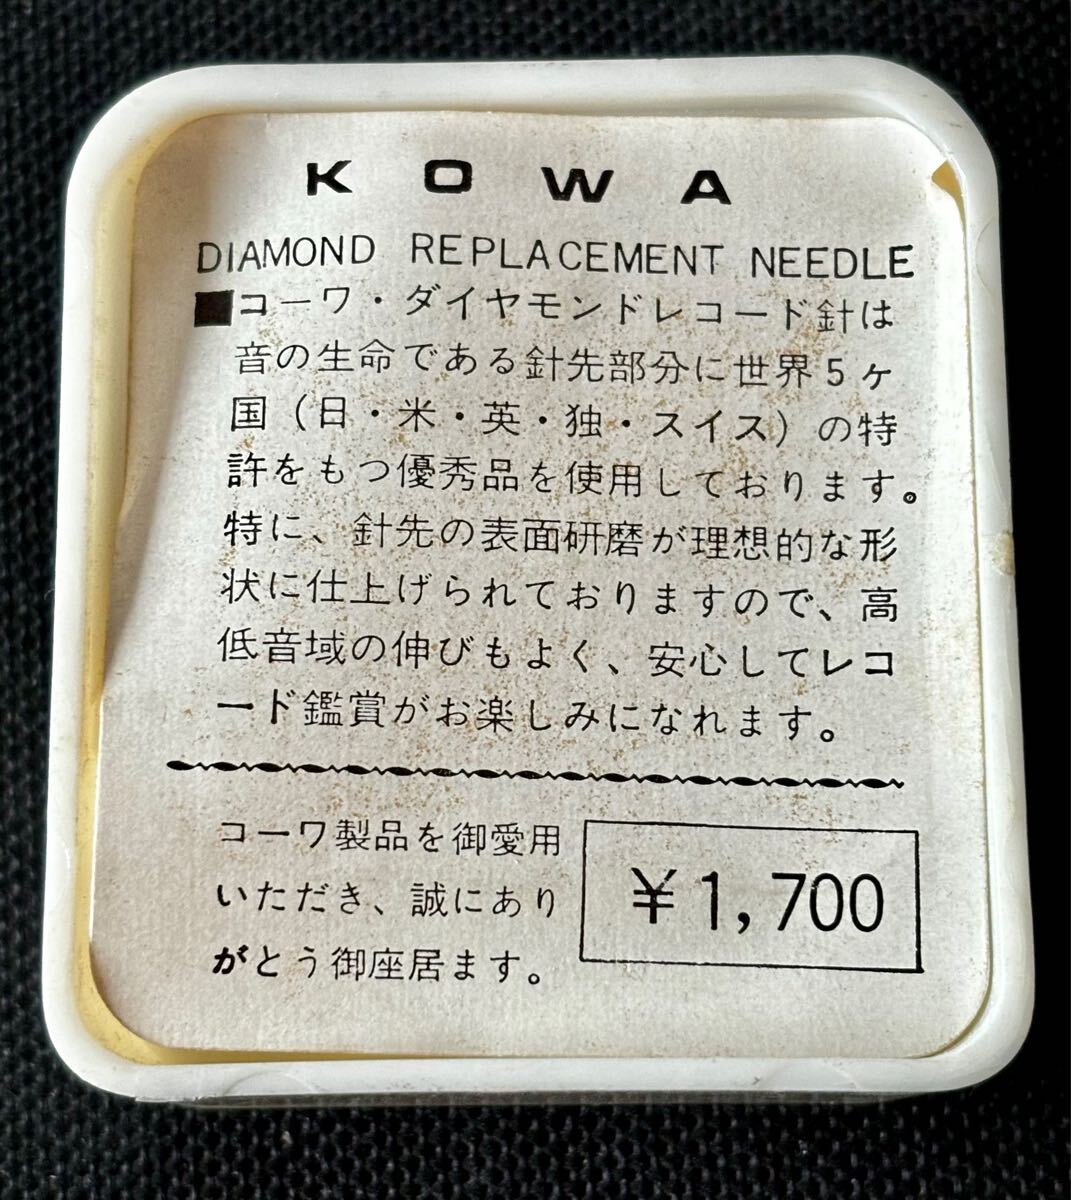 KOWA
DIAMOND REPLACEMENT NEEDLE
■コーワ・ダイヤモンドレコード針は
音の生命である針先部分に世界5ヶ
国（日・米・英・独・スイス）の特
許をもつ優秀品を使用しております。
特に、針先の表面研磨が理想的な形
状に仕上げられておりますので、高
低音域の伸びもよく、安心してレコ
ード鑑賞がお楽しみになれます。
コーワ製品を御愛用
いただき、誠にあり
がとう御座居ます。
¥1,700